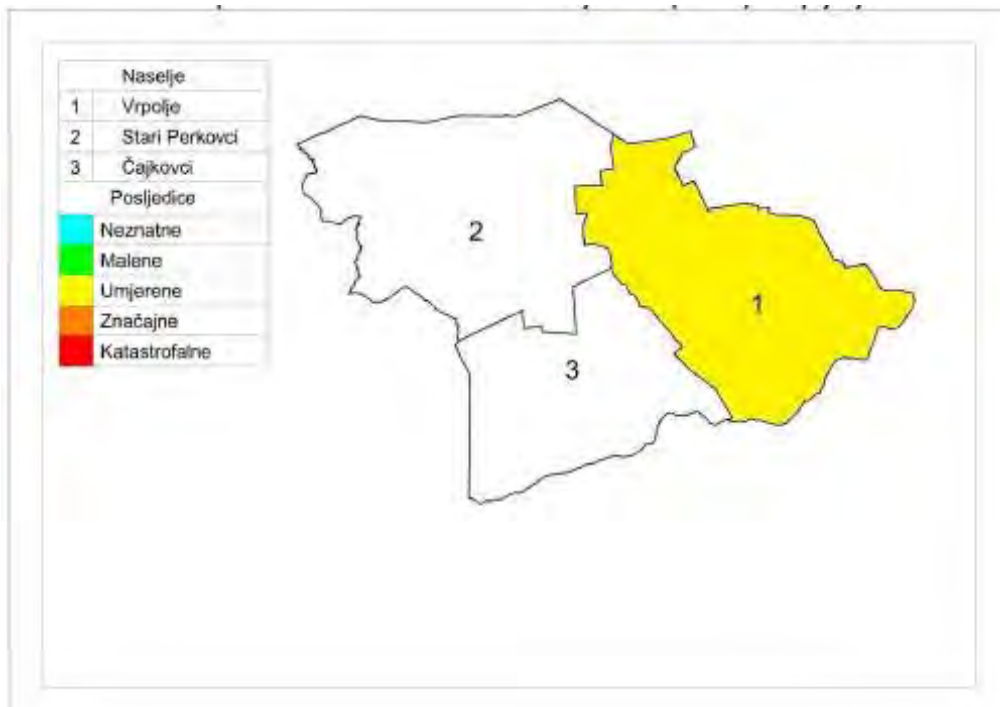 Naselje
1 Vrpolje
2 Stari Perkovci
3 Čajkovci
Posljedice
Neznatne
Malene
Umjerene
Značajne
Katastrofalne
2
1
3